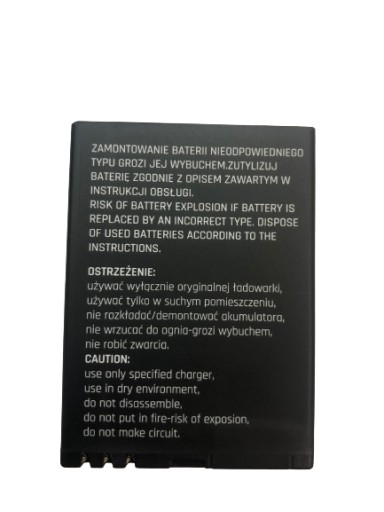 ZAMONTOWANIE BATERII NIEODPOWIEDNIEGO
TYPU GROZI JEJ WYBUCHEM.ZUTYLIZUJ
BATERIĘ ZGODNIE Z OPISEM ZAWARTYM W
INSTRUKCJI OBSŁUGI.
RISK OF BATTERY EXPLOSION IF BATTERY IS
REPLACED BY AN INCORRECT TYPE. DISPOSE
OF USED BATTERIES ACCORDING TO THE
INSTRUCTIONS.
OSTRZEŻENIE:
używać wyłącznie oryginalnej ładowarki,
używać tylko w suchym pomieszczeniu,
nie rozkładać/demontować akumulatora,
nie wrzucać do ognia-grozi wybuchem,
nie robić zwarcia.
CAUTION:
use only specified charger,
use in dry environment,
do not disassemble,
do not put in fire-risk of exposion,
do not make circuit.